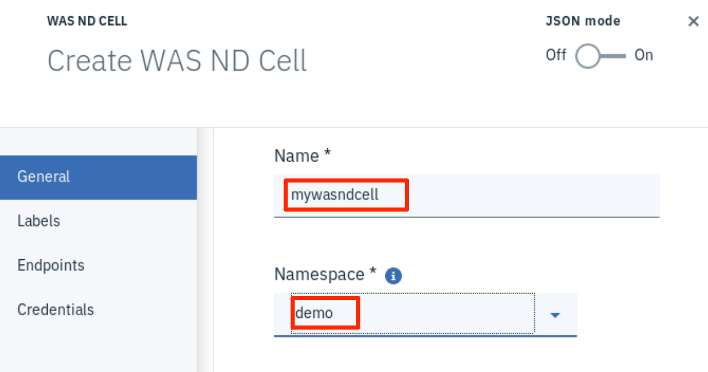 WAS ND CELL
JSON mode
Create WAS ND Cell
Off On
General
Labels
Endpoints
Credentials
Name *
mywasndcell
Namespace *
demo